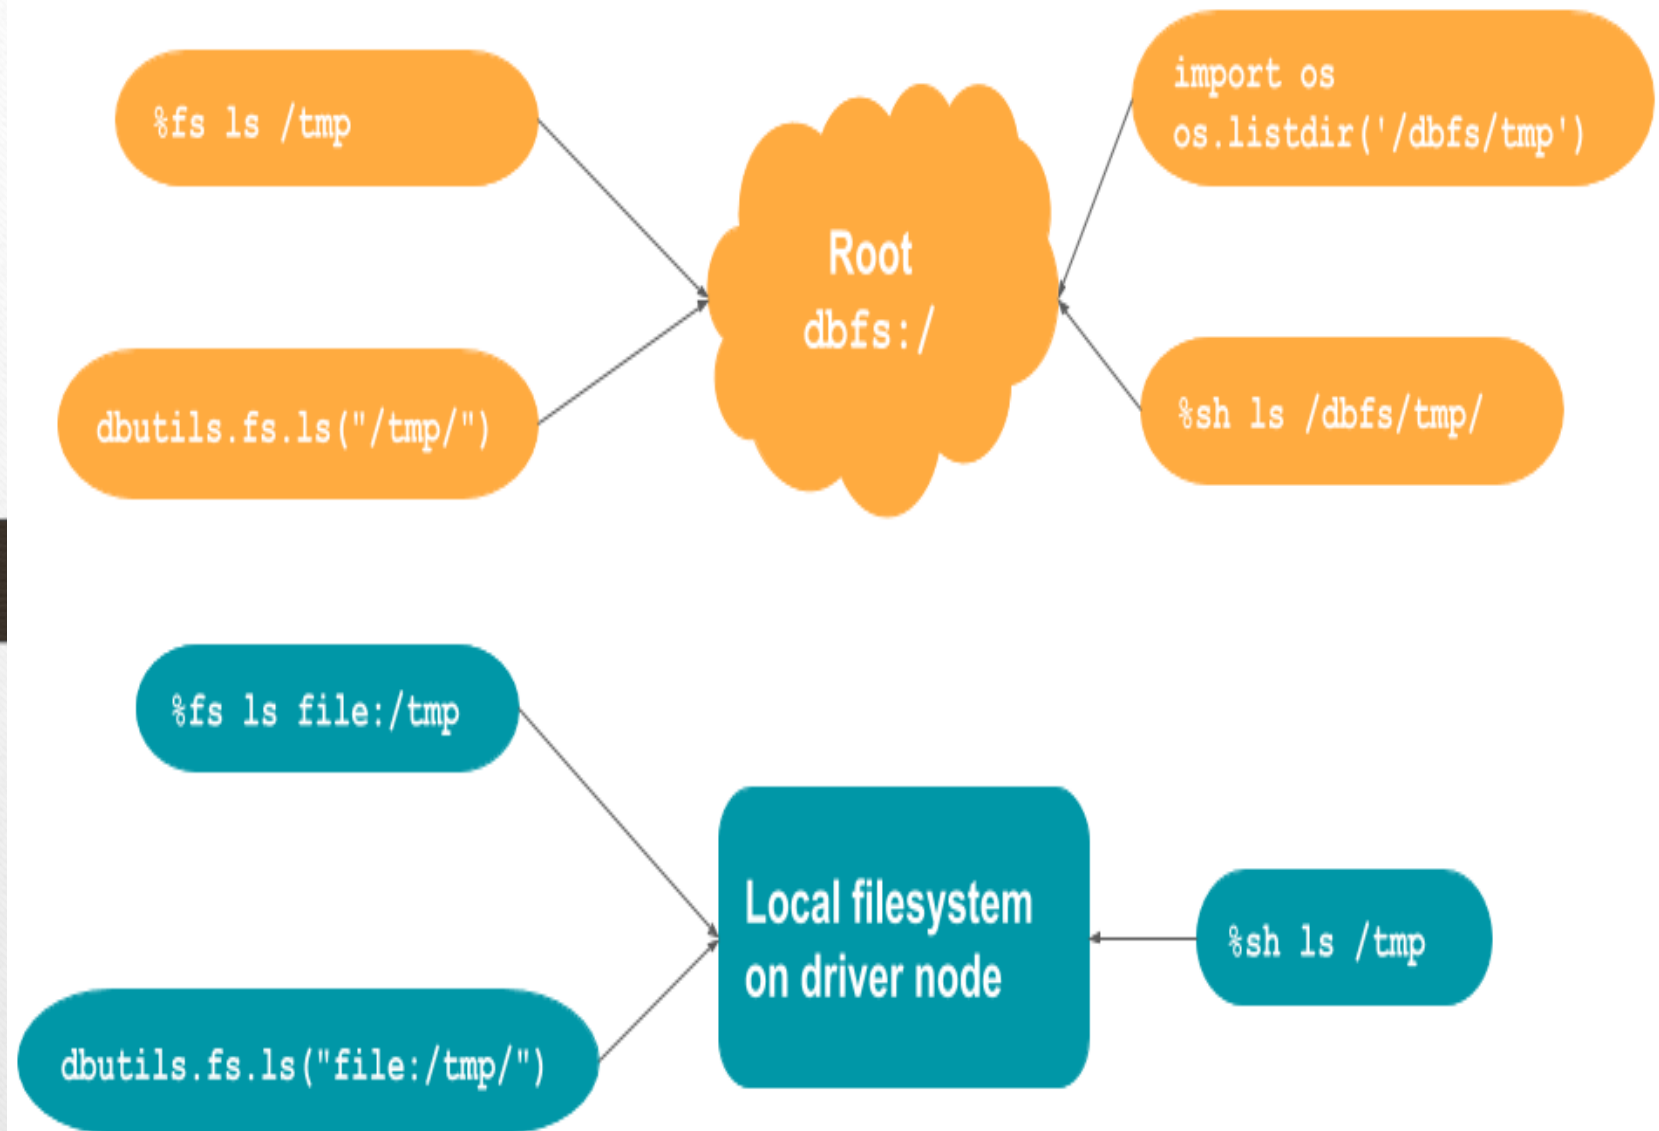 %fs ls /tmp
import os
os.listdir('/dbfs/tmp')
Root
dbfs:/
dbutils.fs.ls("/tmp/")
%sh ls /dbfs/tmp/
%fs ls file:/tmp
Local filesystem
on driver node
%sh ls /tmp
dbutils.fs.ls("file:/tmp/")